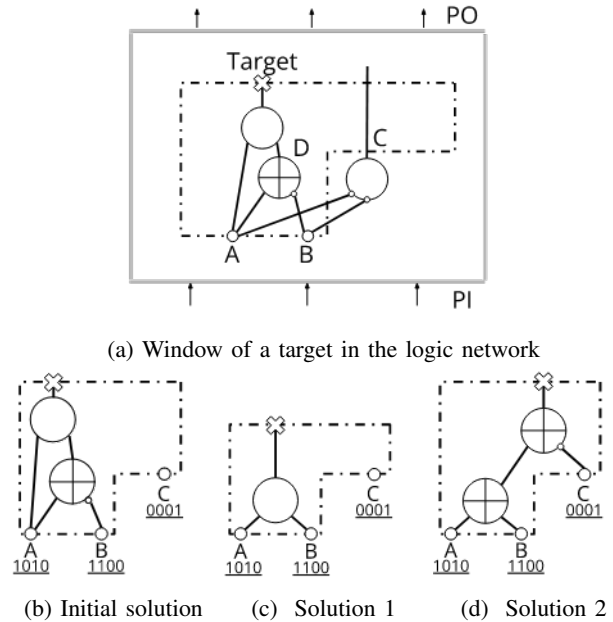 PO
Target
D
C
A
B
PI
(a) Window of a target in the logic network
C
0001
A
B
1010
1100
C
0001
A
B
1010
1100
C
0001
A
B
1010
1100
(b) Initial solution
(c) Solution 1
(d) Solution 2